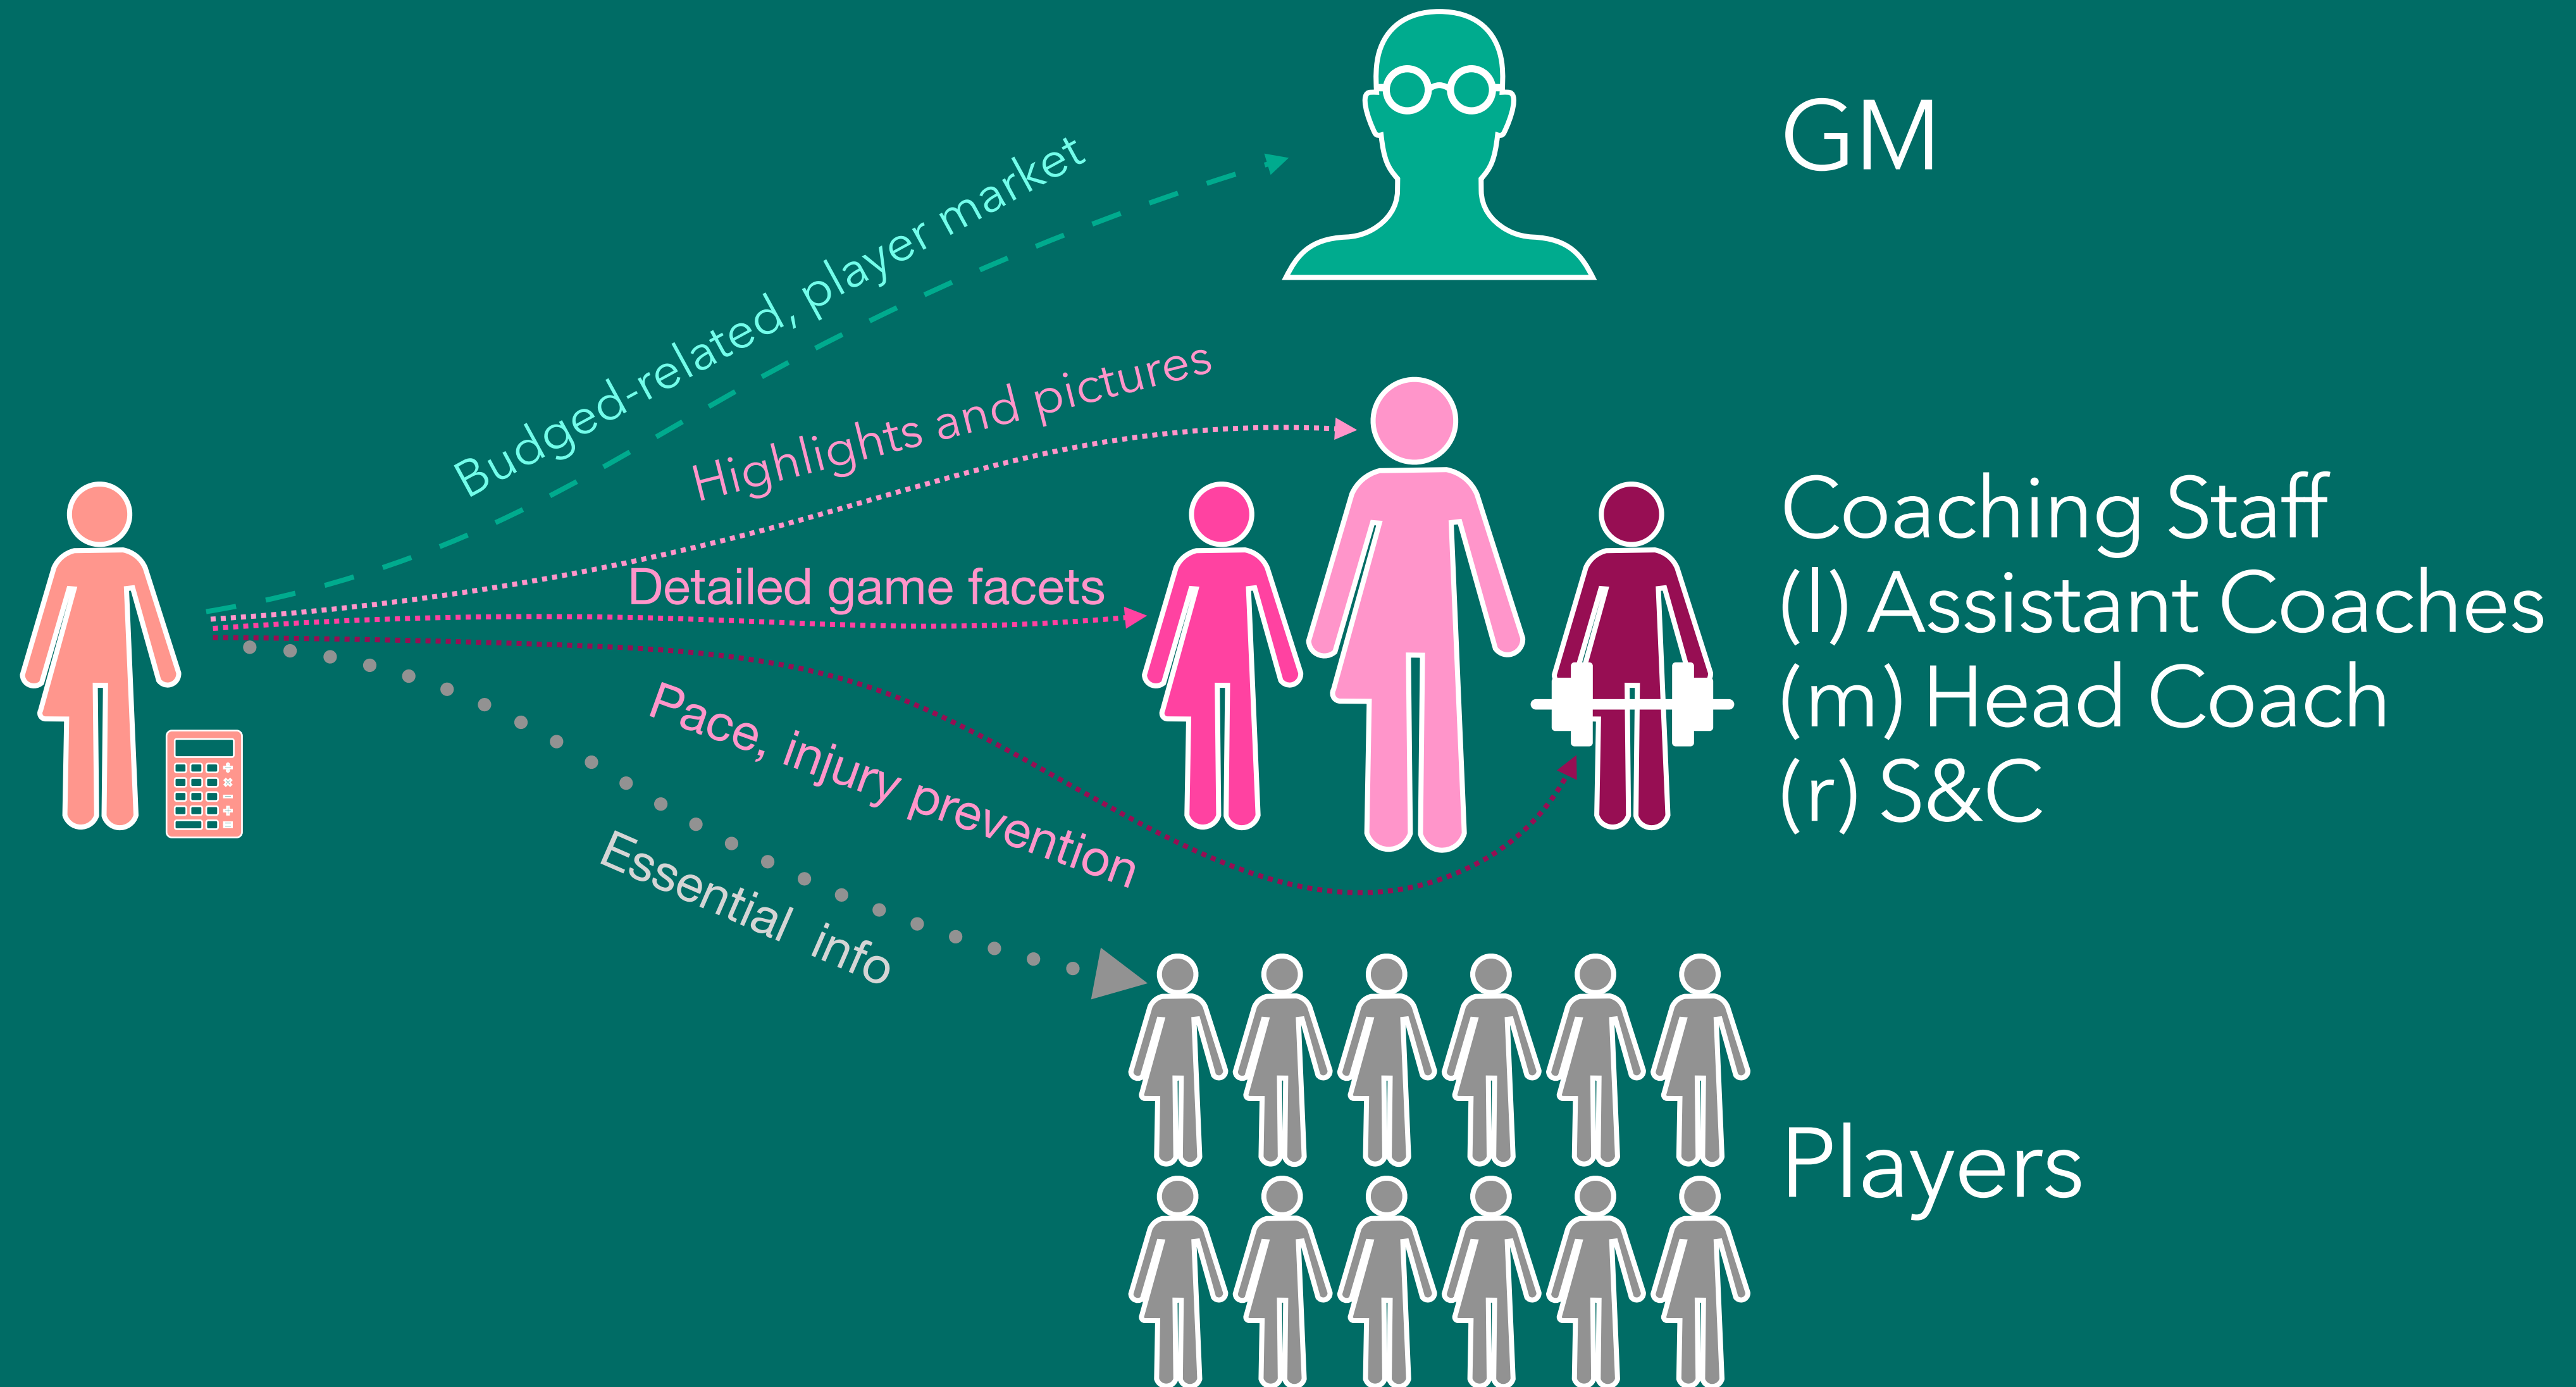 GM
Budged-related, player market
Highlights and pictures
Detailed game facets
Pace, injury prevention
Essential info
Coaching Staff
(l) Assistant Coaches
(m) Head Coach
(r) S&C
Players